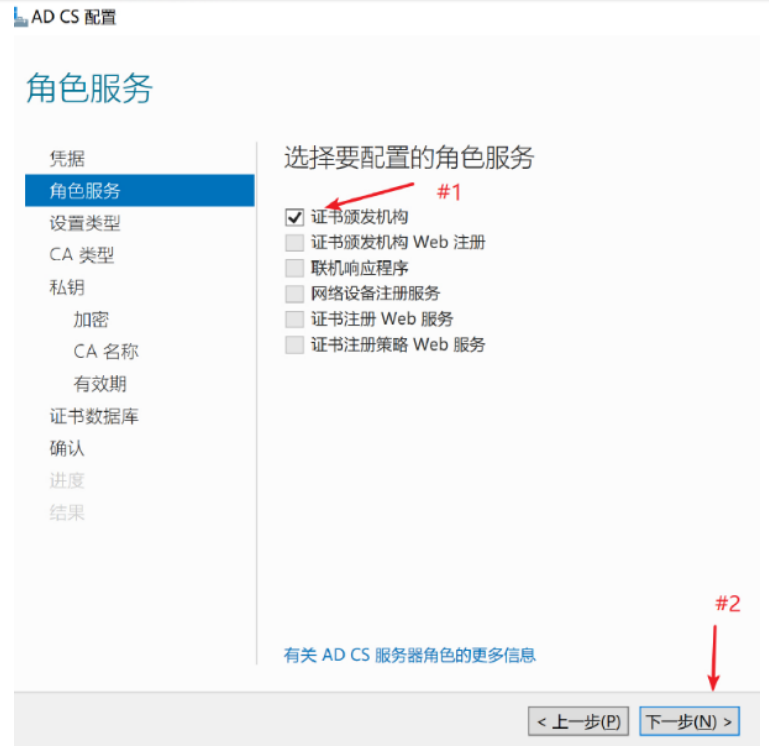 AD CS 配置
角色服务
凭据
角色服务
设置类型
CA 类型
私钥
加密
CA 名称
有效期
证书数据库
确认
进度
结果
选择要配置的角色服务
#1
证书颁发机构
证书颁发机构 Web 注册
联机响应程序
网络设备注册服务
证书注册 Web 服务
证书注册策略 Web 服务
#2
有关 AD CS 服务器角色的更多信息
< 上一步(P)
下一步(N) >